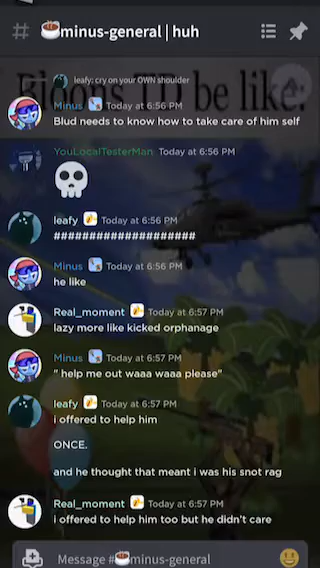 # ☕minus-general | huh
Bloons TD be like:
leafy: cry on your OWN shoulder
Minus Today at 6:56 PM
Blud needs to know how to take care of him self
YouLocalTesterMan Today at 6:56 PM
leafy Today at 6:56 PM
####################
Minus Today at 6:56 PM
he like
Real_moment Today at 6:57 PM
lazy more like kicked orphanage
Minus Today at 6:57 PM
" help me out waaa waaa please"
leafy Today at 6:57 PM
i offered to help him
ONCE.
and he thought that meant i was his snot rag
Real_moment Today at 6:57 PM
i offered to help him too but he didn't care
Message #☕minus-general